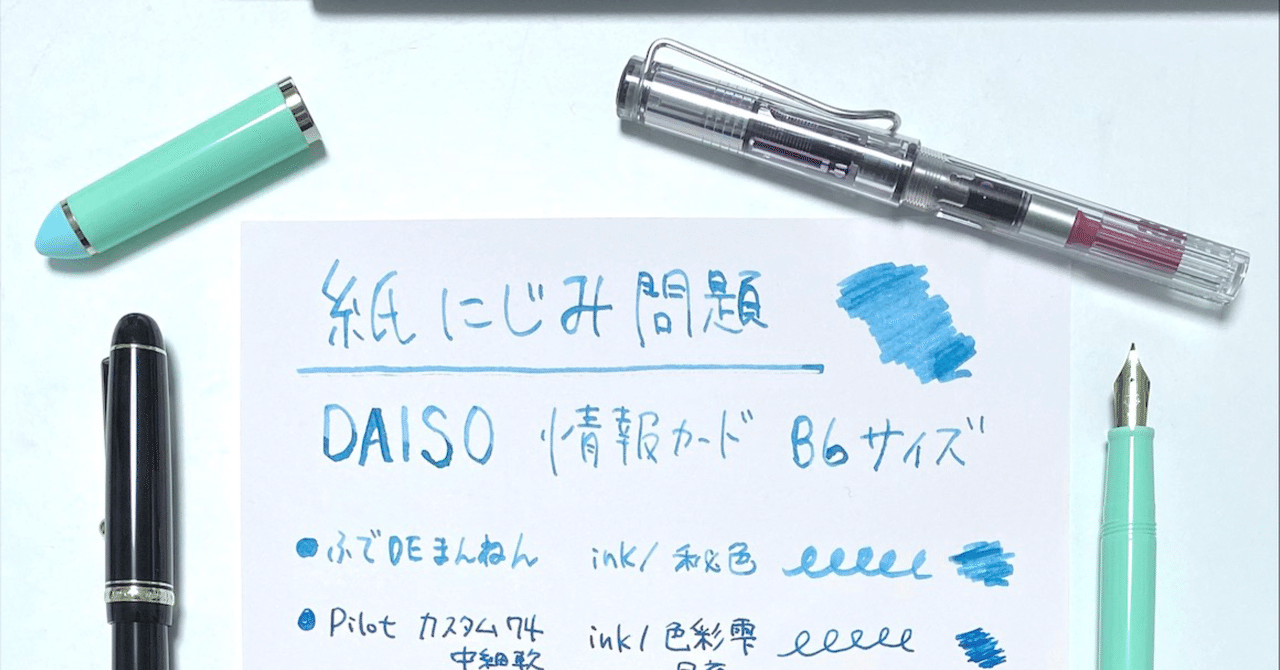 紙にじみ問題
DAISO 情報カード B6サイズ
ふでDEまんねん ink/ 秘色
Pilot カスタム74 ink/ 色彩雫
中細軟